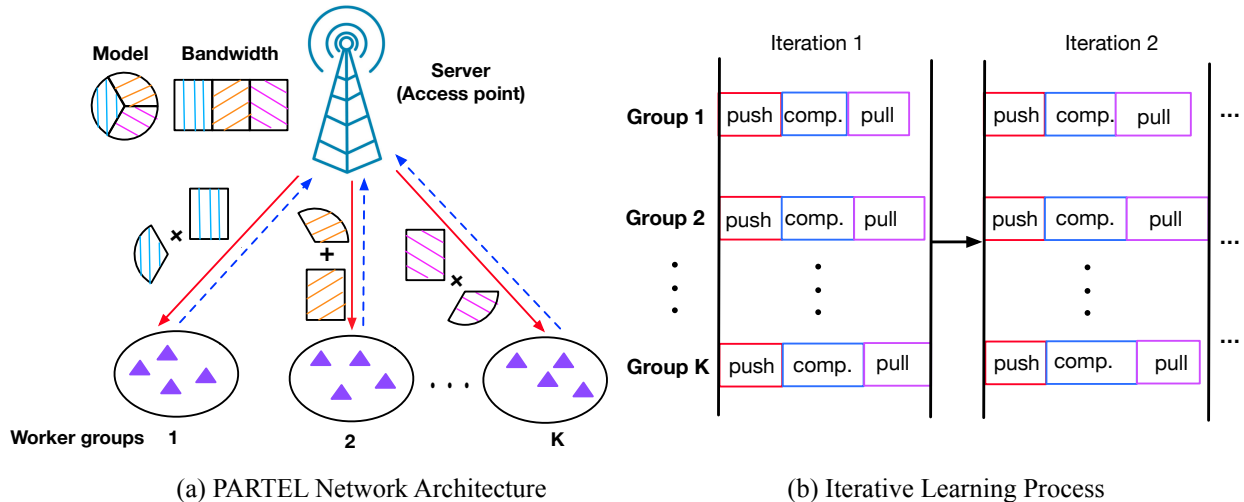 Model
Bandwidth
Server
(Access point)
×
+
×
...
Worker groups
1
2
K
(a) PARTEL Network Architecture
Iteration 1
Iteration 2
Group 1
push
comp.
pull
push
comp.
pull
...
Group 2
push
comp.
pull
push
comp.
pull
...
Group K
push
comp.
pull
push
comp.
pull
...
(b) Iterative Learning Process